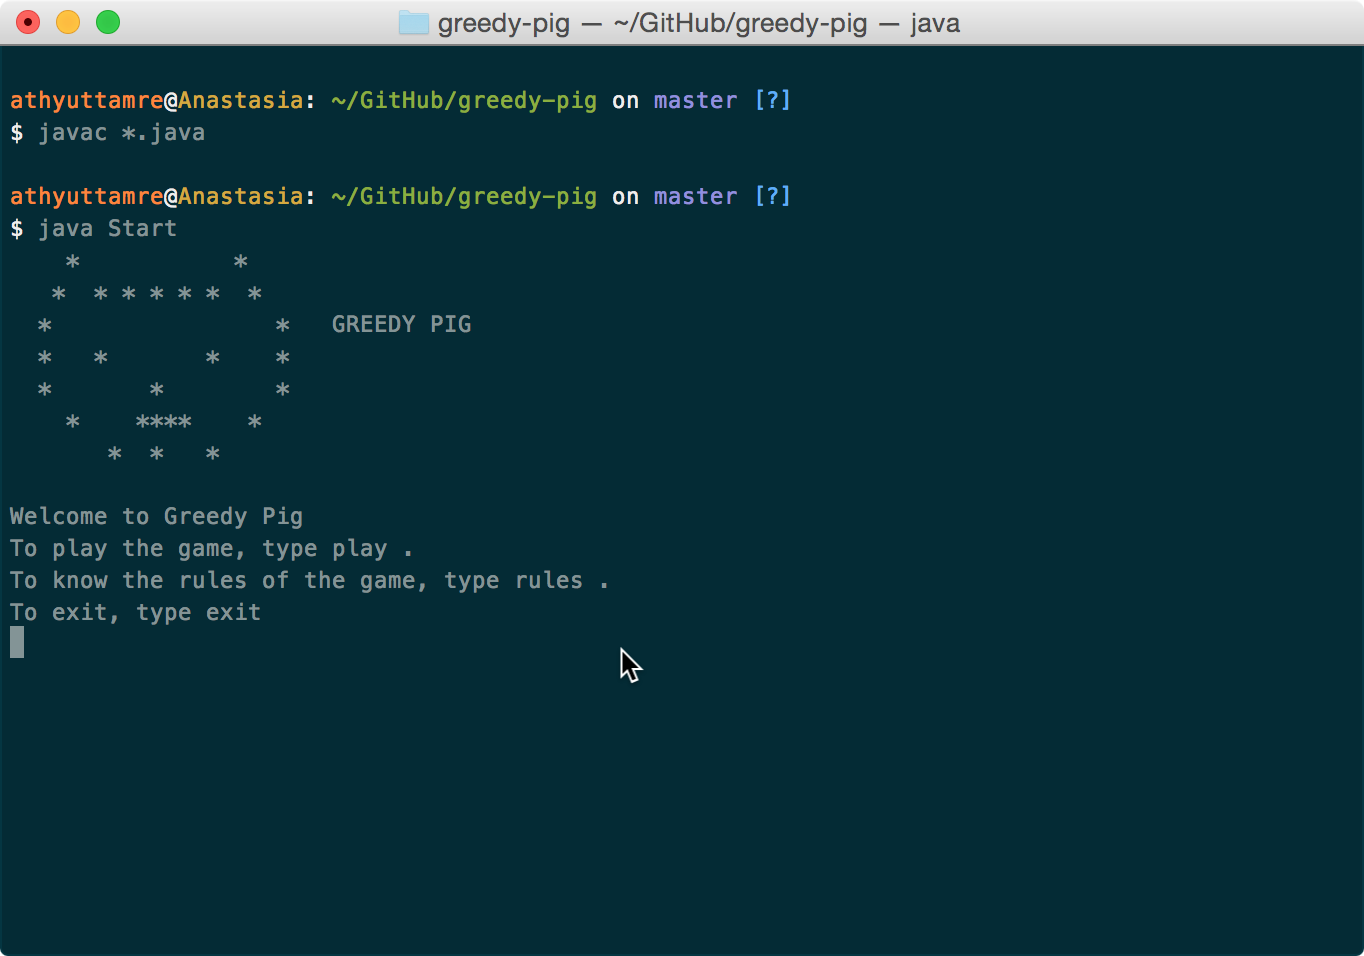 greedy-pig — ~/GitHub/greedy-pig — java
athyuttamre@Anastasia: ~/GitHub/greedy-pig on master [?]
$ javac *.java
athyuttamre@Anastasia: ~/GitHub/greedy-pig on master [?]
$ java Start
    *           *
   *  * * * * *  *
  *                *   GREEDY PIG
  *   *       *    *
  *       *        *
    *    ****    *
       *  *   *
Welcome to Greedy Pig
To play the game, type play .
To know the rules of the game, type rules .
To exit, type exit